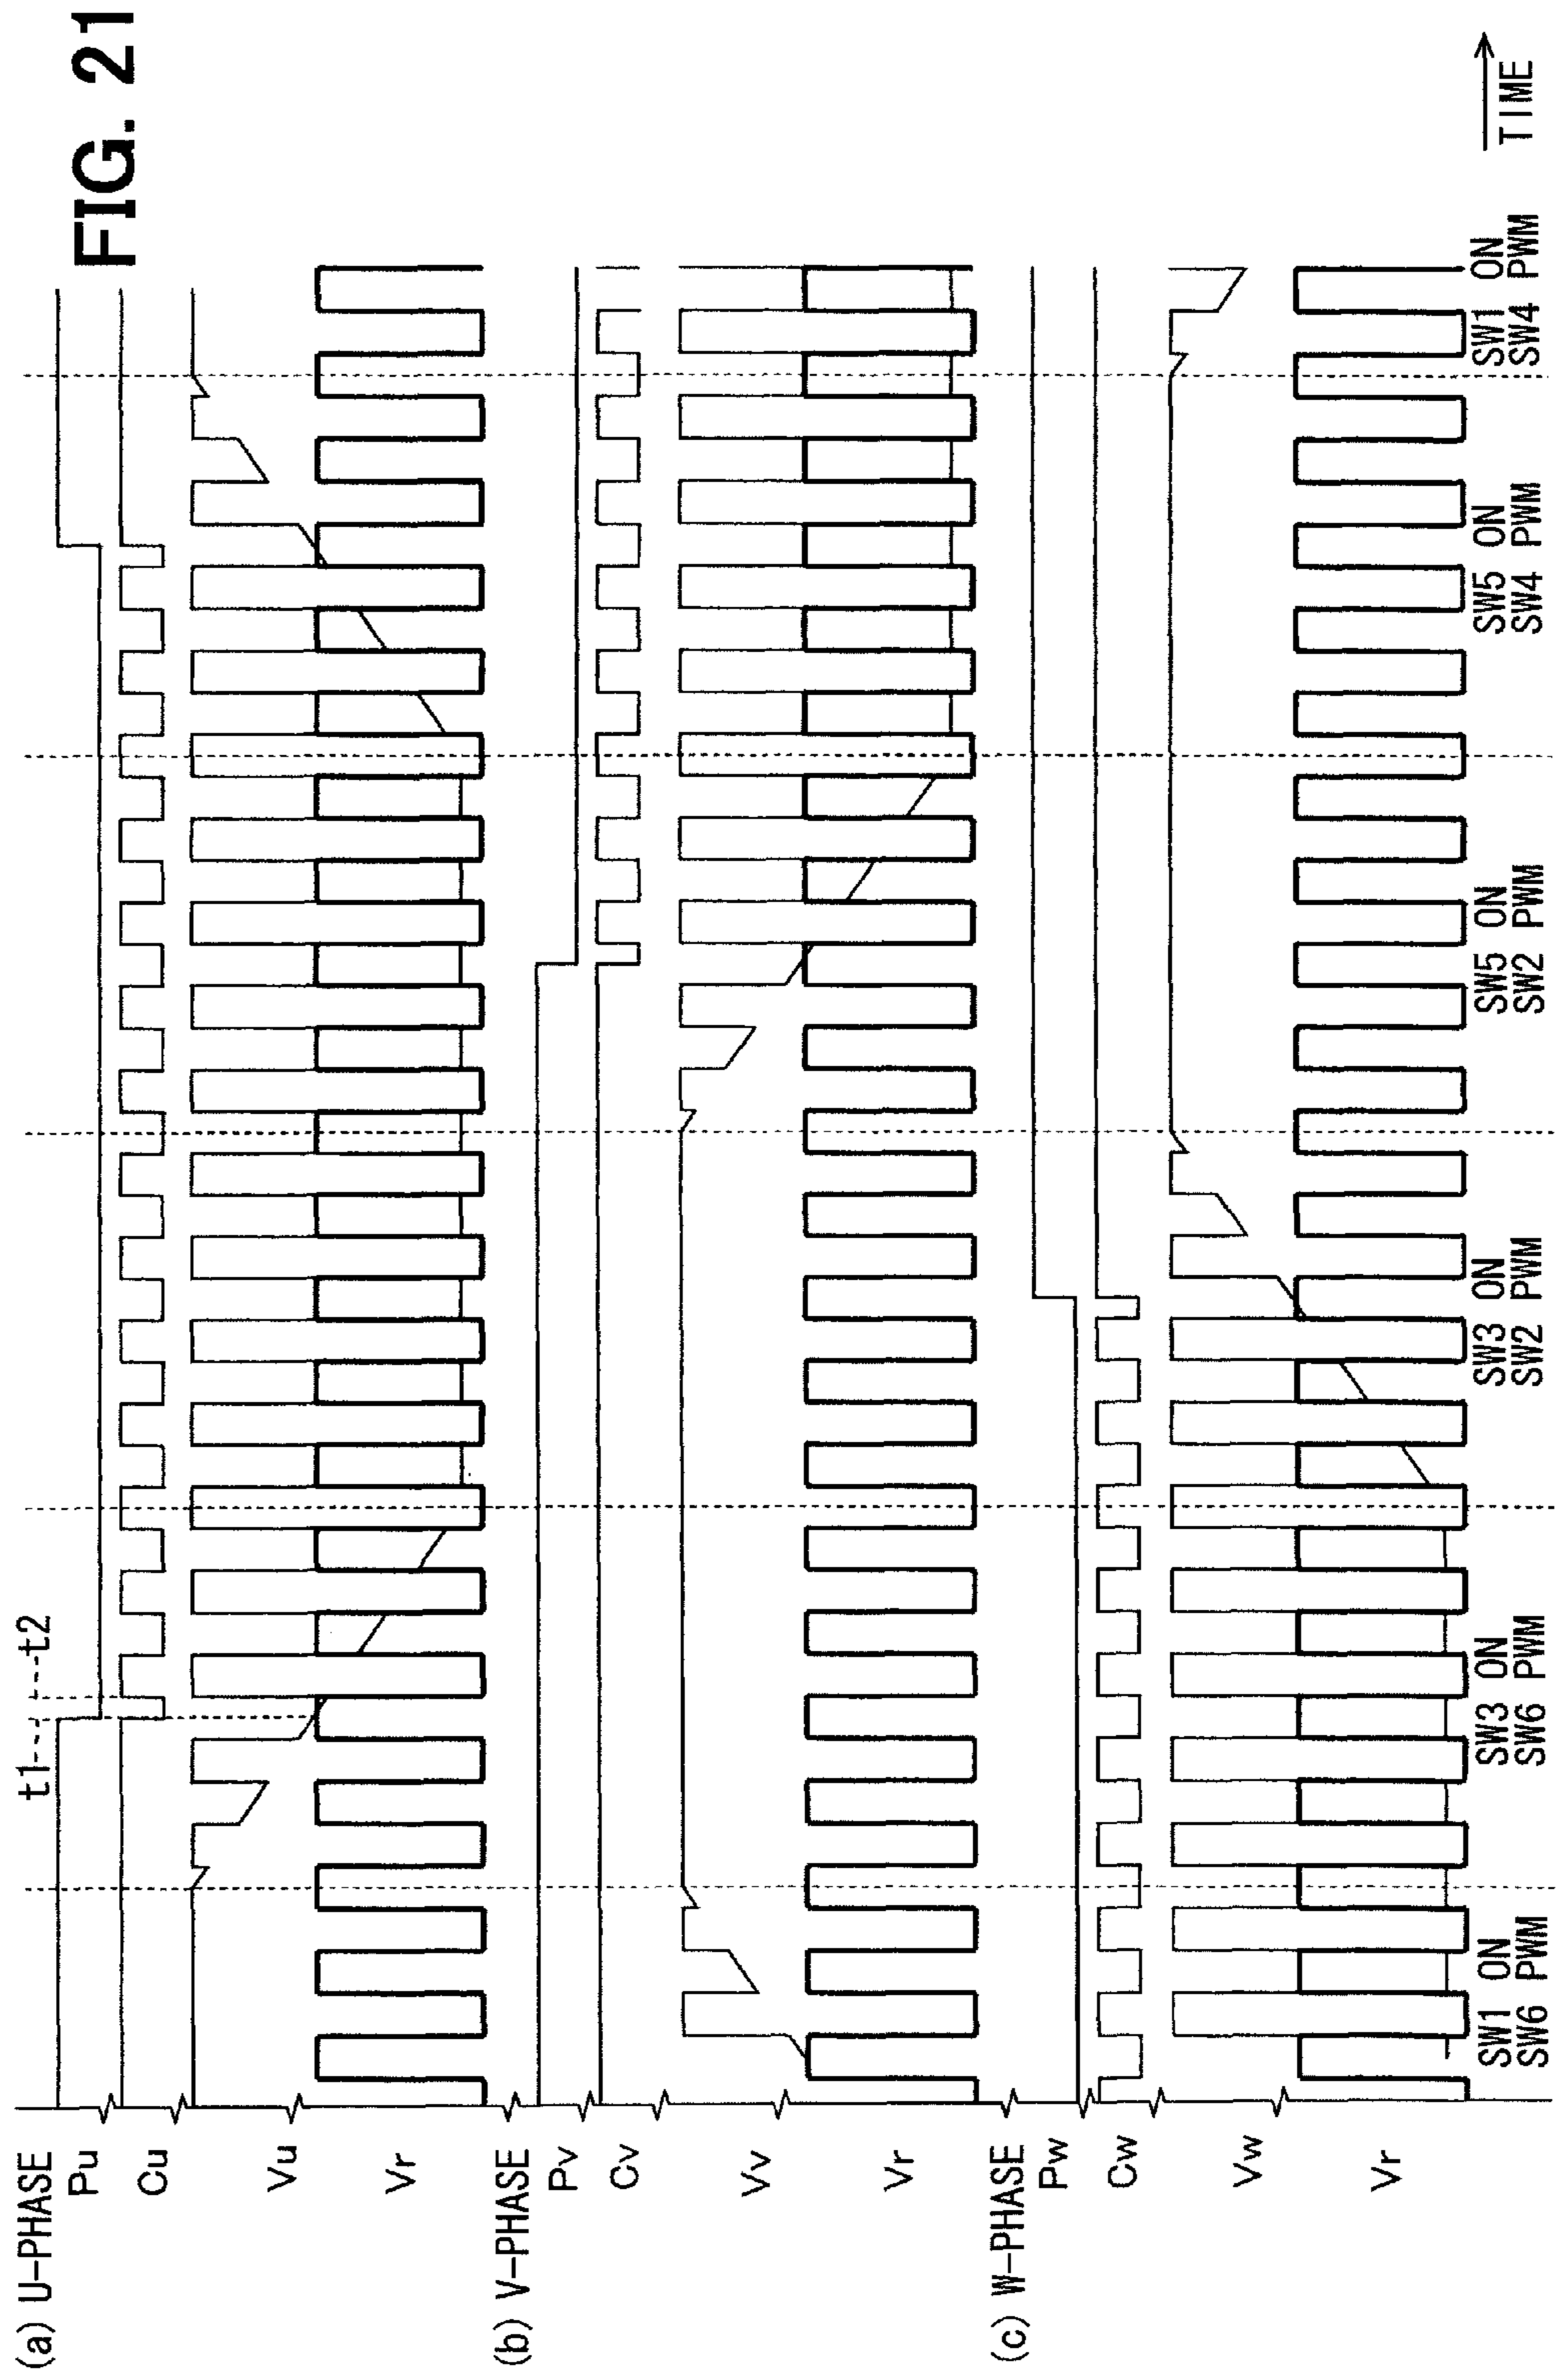 FIG. 21
t1
t2
(a) U-PHASE
Pu
Cu
Vu
Vr
(b) V-PHASE
Pv
Cv
Vv
Vr
(c) W-PHASE
Pw
Cw
Vw
Vr
SW1 ON
SW6 PWM
SW3 ON
SW6 PWM
SW3 ON
SW2 PWM
SW5 ON
SW2 PWM
SW5 ON
SW4 PWM
SW1 ON
SW4 PWM
TIME